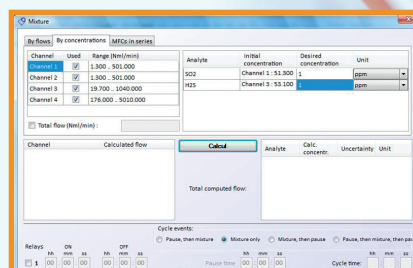 Mixture
By flows By concentrations MFCs in series
Channel Used Range (Nml/min)
Channel 1 1.300 .. 501.000
Channel 2 1.300 .. 501.000
Channel 3 19.700 .. 1040.000
Channel 4 176.000 .. 5010.000
Total flow (Nml/min) :
Analyte Initial concentration Desired concentration Unit
SO2 Channel 1 : 51.300 1 ppm
H2S Channel 3 : 53.100 1 ppm
Channel Calculated flow
Calcul
Total computed flow:
Analyte Calc. concentr. Uncertainty Unit
Cycle events:
Pause, then mixture Mixture only Mixture, then pause Pause, then mixture, then pau
Relays ON OFF
hh mm ss hh mm ss hh mm ss hh mm ss
1 00 00 00 00 00 00 Pause time 00 00 00 Cycle time: